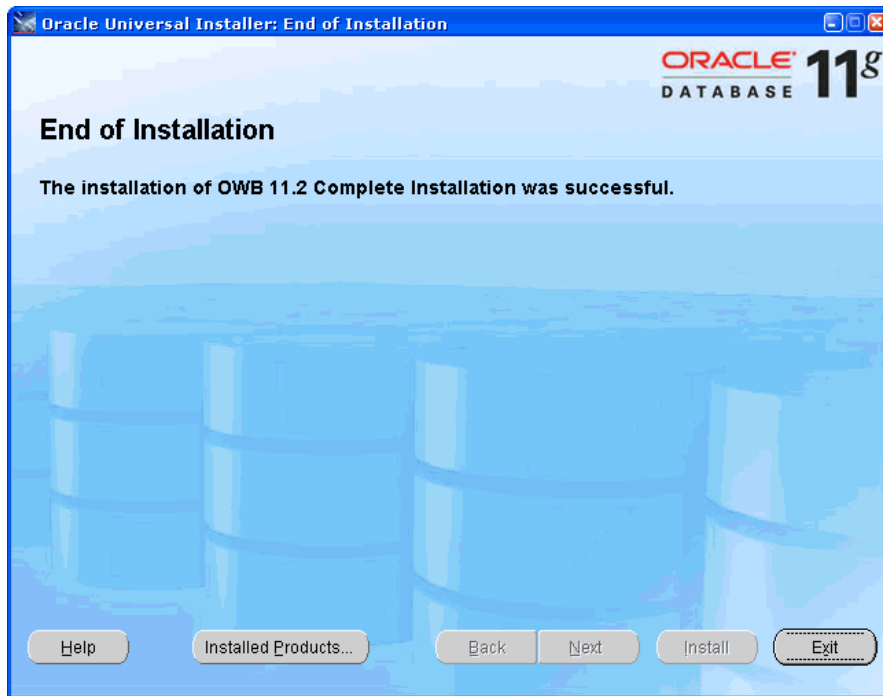 Oracle Universal Installer: End of Installation
ORACLE
DATABASE 11g
End of Installation
The installation of OWB 11.2 Complete Installation was successful.
Help Installed Products... Back Next Install Exit